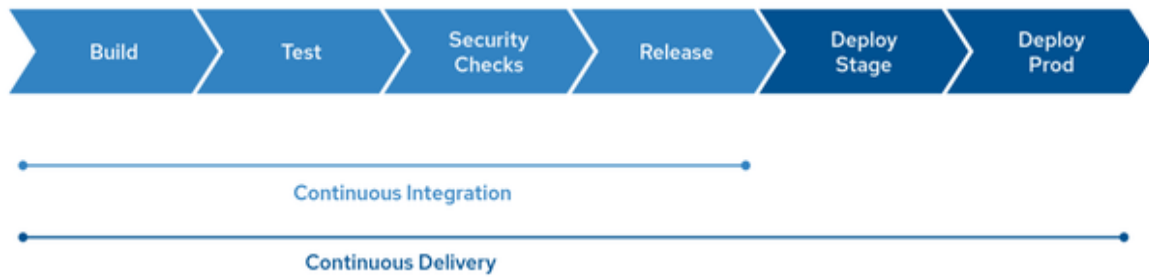 Build
Test
Security
Checks
Release
Deploy
Stage
Deploy
Prod
Continuous Integration
Continuous Delivery